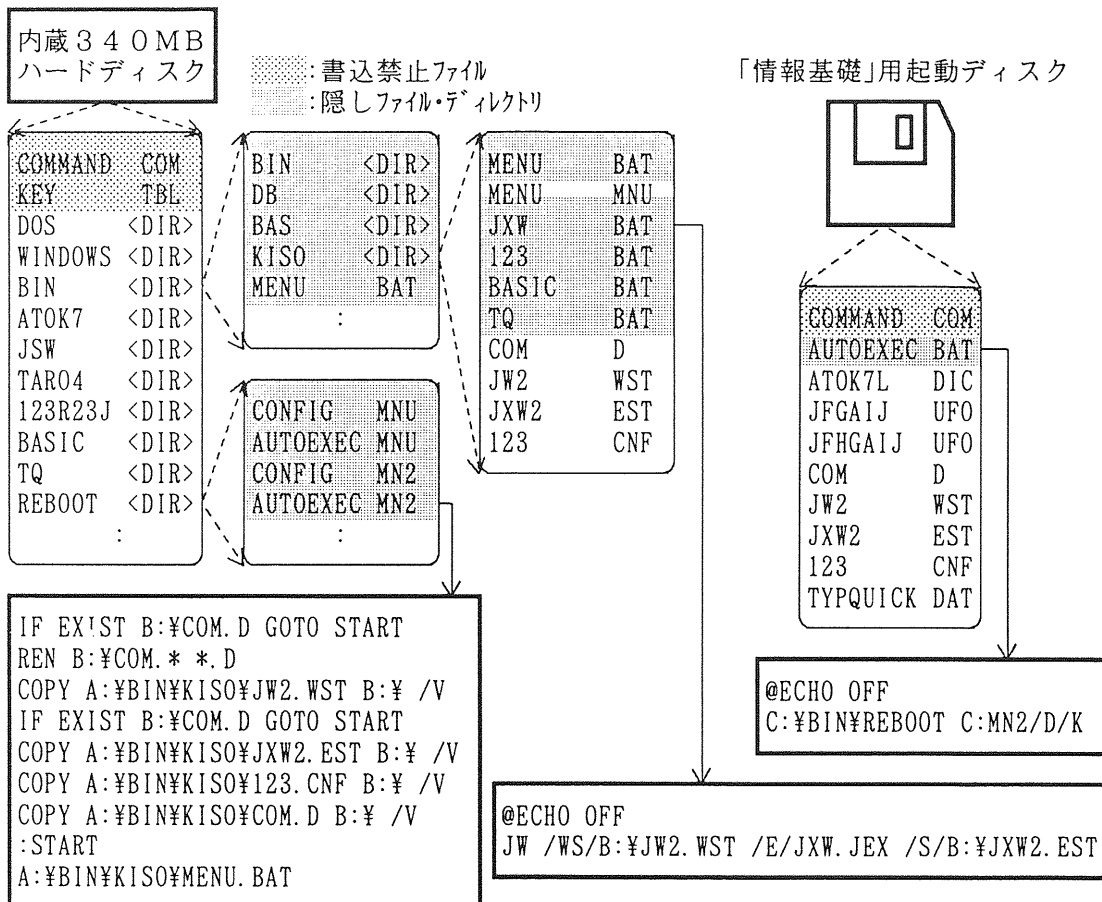 内蔵３４０ＭＢ
ハードディスク
:書込禁止ﾌｧｲﾙ
:隠しﾌｧｲﾙ･ﾃﾞｨﾚｸﾄﾘ
「情報基礎」用起動ディスク
COMMAND COM
KEY TBL
DOS <DIR>
WINDOWS <DIR>
BIN <DIR>
ATOK7 <DIR>
JSW <DIR>
TARO4 <DIR>
123R23J <DIR>
BASIC <DIR>
TQ <DIR>
REBOOT <DIR>
:
BIN <DIR>
DB <DIR>
BAS <DIR>
KISO <DIR>
MENU BAT
:
CONFIG MNU
AUTOEXEC MNU
CONFIG MN2
AUTOEXEC MN2
:
MENU BAT
MENU MNU
JXW BAT
123 BAT
BASIC BAT
TQ BAT
COM D
JW2 WST
JXW2 EST
123 CNF
COMMAND COM
AUTOEXEC BAT
ATOK7L DIC
JFGAIJ UFO
JFHGAIJ UFO
COM D
JW2 WST
JXW2 EST
123 CNF
TYPQUICK DAT
IF EXIST B:¥COM.D GOTO START
REN B:¥COM.* *.D
COPY A:¥BIN¥KISO¥JW2.WST B:¥ /V
IF EXIST B:¥COM.D GOTO START
COPY A:¥BIN¥KISO¥JXW2.EST B:¥ /V
COPY A:¥BIN¥KISO¥123.CNF B:¥ /V
COPY A:¥BIN¥KISO¥COM.D B:¥ /V
:START
A:¥BIN¥KISO¥MENU.BAT
@ECHO OFF
C:¥BIN¥REBOOT C:MN2/D/K
@ECHO OFF
JW /WS/B:¥JW2.WST /E/JXW.JEX /S/B:¥JXW2.EST